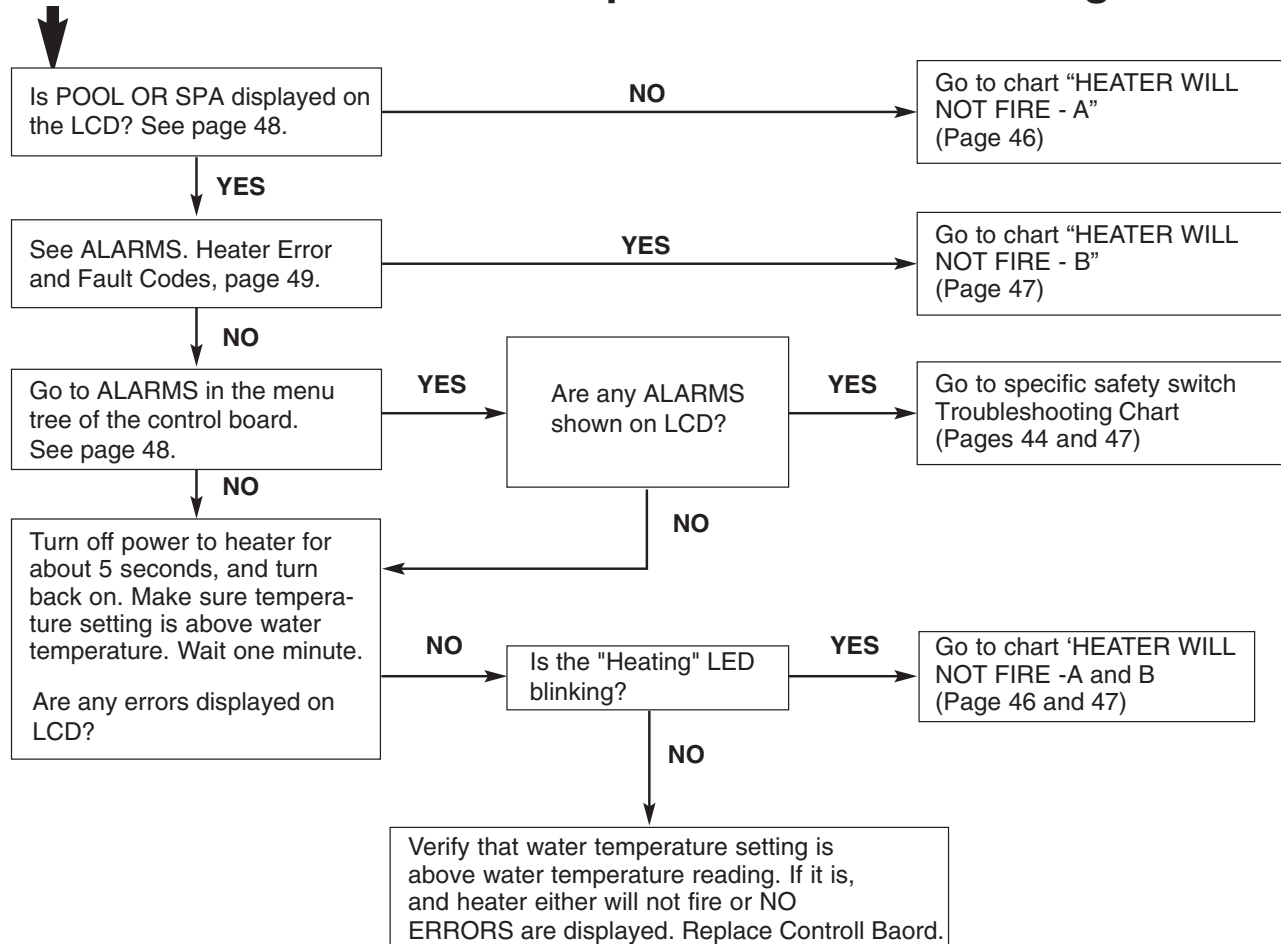 Is POOL OR SPA displayed on
the LCD? See page 48.
NO
Go to chart “HEATER WILL
NOT FIRE - A”
(Page 46)
YES
See ALARMS. Heater Error
and Fault Codes, page 49.
YES
Go to chart “HEATER WILL
NOT FIRE - B”
(Page 47)
NO
Go to ALARMS in the menu
tree of the control board.
See page 48.
YES
Are any ALARMS
shown on LCD?
YES
Go to specific safety switch
Troubleshooting Chart
(Pages 44 and 47)
NO
NO
Turn off power to heater for
about 5 seconds, and turn
back on. Make sure tempera-
ture setting is above water
temperature. Wait one minute.
Are any errors displayed on
LCD?
NO
Is the "Heating" LED
blinking?
YES
Go to chart ‘HEATER WILL
NOT FIRE -A and B
(Page 46 and 47)
NO
Verify that water temperature setting is
above water temperature reading. If it is,
and heater either will not fire or NO
ERRORS are displayed. Replace Controll Baord.